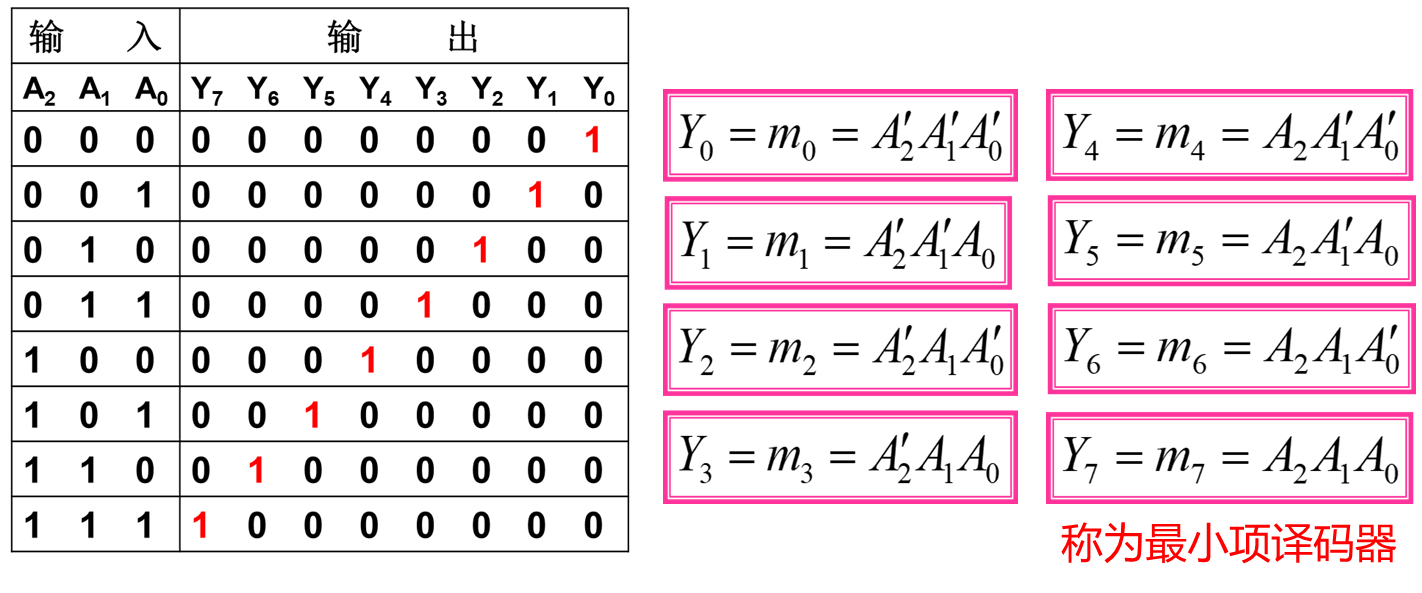 输 入 输 出
A₂ A₁ A₀ Y₇ Y₆ Y₅ Y₄ Y₃ Y₂ Y₁ Y₀
0 0 0 0 0 0 0 0 0 0 1
0 0 1 0 0 0 0 0 0 1 0
0 1 0 0 0 0 0 0 1 0 0
0 1 1 0 0 0 0 1 0 0 0
1 0 0 0 0 0 1 0 0 0 0
1 0 1 0 0 1 0 0 0 0 0
1 1 0 0 1 0 0 0 0 0 0
1 1 1 1 0 0 0 0 0 0 0
Y₀ = m₀ = A₂′A₁′A₀′
Y₁ = m₁ = A₂′A₁′A₀
Y₂ = m₂ = A₂′A₁A₀′
Y₃ = m₃ = A₂′A₁A₀
Y₄ = m₄ = A₂A₁′A₀′
Y₅ = m₅ = A₂A₁′A₀
Y₆ = m₆ = A₂A₁A₀′
Y₇ = m₇ = A₂A₁A₀
称为最小项译码器